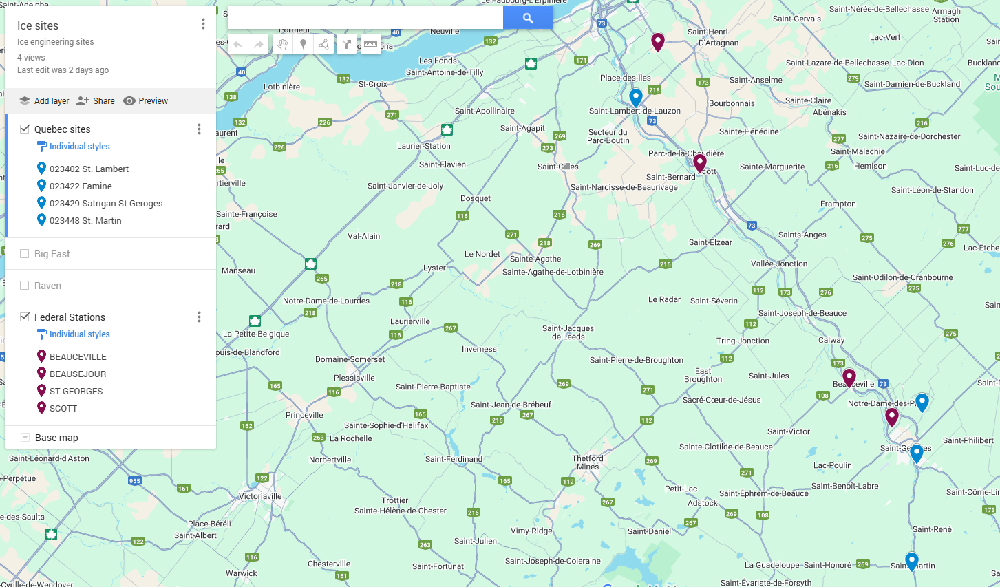 Ice sites
Ice engineering sites
4 views
Last edit was 2 days ago
Add layer
Share
Preview
Quebec sites
Individual styles
023402 St. Lambert
023422 Famine
023429 Satrigan-St Geroges
023448 St. Martin
Big East
Raven
Federal Stations
Individual styles
BEAUCEVILLE
BEAUSEJOUR
ST GEORGES
SCOTT
Base map
Neuville
Les Fonds
Saint-Antoine-de-Tilly
St-Croix
Lotbinière
Saint-Henri
D'Artagnan
Saint-Gervais
Saint-Nérée-de-Bellechasse
Armagh
Station
Lac-Vert
Saint-Lazare-de-Bellechasse
Lac-Dion
Buckland
Saint-Damien-de-Buckland
Place-des-Îles
Saint-Anselme
Sainte-Claire
Abénakis
Bourbonnais
Saint-Lambert-de-Lauzon
Saint-Apollinaire
Saint-Agapit
Secteur du
Parc-Boutin
Sainte-Hénédine
Saint-Nazaire-de-Dorchester
Laurier-Station
Saint-Malachie
Parc-de-la-Chaudière
Saint-Flavien
Saint-Gilles
Sainte-Marguerite
Hemison
Saint-Luc-de-
Saint-Bernard
Saint-Janvier-de-Joly
Saint-Narcisse-de-Beaurivage
Saint-Léon-de-Standon
Dosquet
Frampton
Sainte-Françoise
Val-Alain
Saints-Anges
Saint-Elzéar
Lac-Etche
Le Nordet
Sainte-Agathe
Vallée-Jonction
Manseau
Lyster
Sainte-Agathe-de-Lotbinière
Saint-Odilon-de-Cranbourne
Notre-Dame-de-Lourdes
Le Radar
Saint-Séverin
Saint-Joseph-de-Beauce
Laurierville
La Petite-Belgique
Saint-Jacques
de Leeds
Tring-Jonction
Calway
ouis-de-Blandford
Inverness
Domaine-Somerset
Saint-Pierre-de-Broughton
Plessisville
East
Broughton
Saint-Jules
Saint-Pierre-Baptiste
Sacré-Cœur-de-Jésus
Notre-Dame-des-P
Saint-Jean-de-Brébeuf
Princeville
Sainte-Sophie-d'Halifax
Saint-Victor
La Rochelle
Saint-Philibert
Sainte-Clotilde-de-Beauce
Saint-Léonard-d'Aston
Norbertville
Saint-Ferdinand
Thetford
Mines
Lac-Poulin
-Perpétue
Saint-Benoît-Labre
Petit-Lac
Saint-Éphrem-de-Beauce
Saint-Côme-Lin
Victoriaville
Trottier
Sainte-Hélène-de-Chester
Adstock
e-des-Saults
Place-Béréli
Saint-Albert
Vimy-Ridge
Saint-Daniel
Saint-René
Saint-Julien
Chesterville
Saint-Fortunat
Saint-Joseph-de-Coleraine
La Guadeloupe
Saint-Honoré
Warwick
Saint-Évariste-de-Forsyth
-Cyrille-de-Wendover